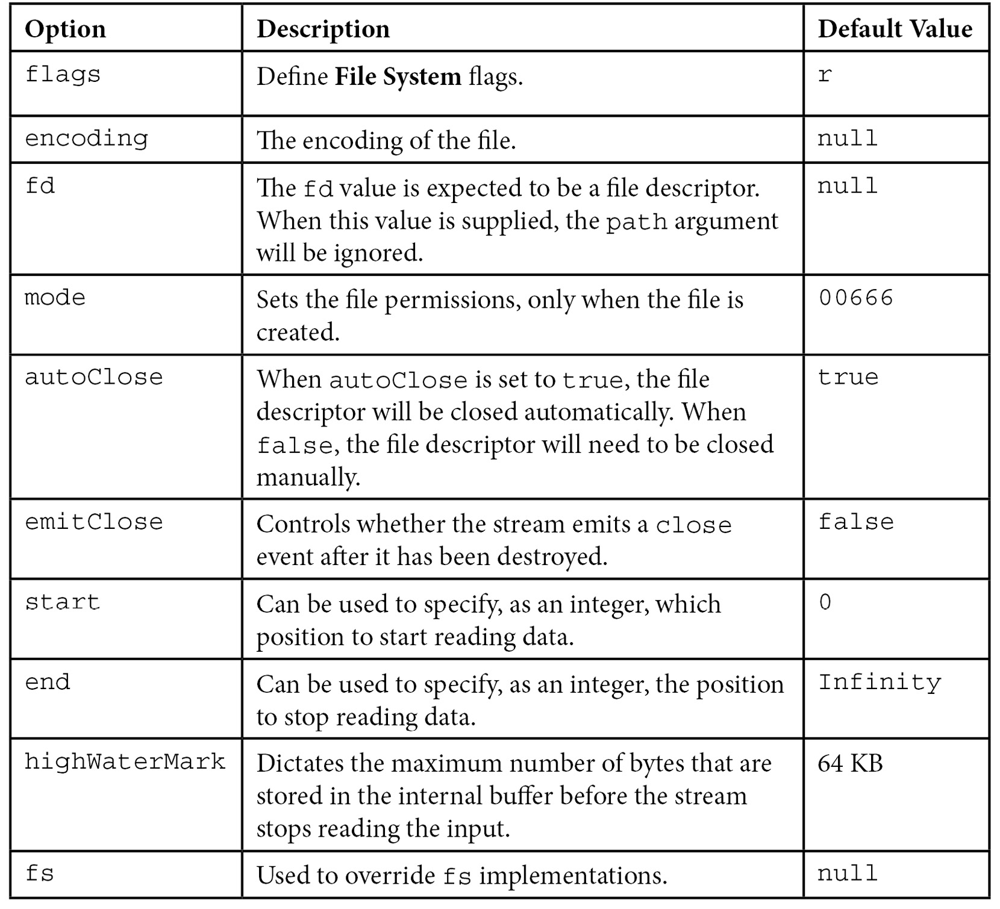 Option Description Default Value
flags Define File System flags. r
encoding The encoding of the file. null
fd The fd value is expected to be a file descriptor. null
When this value is supplied, the path argument
will be ignored.
mode Sets the file permissions, only when the file is 00666
created.
autoClose When autoClose is set to true, the file true
descriptor will be closed automatically. When
false, the file descriptor will need to be closed
manually.
emitClose Controls whether the stream emits a close false
event after it has been destroyed.
start Can be used to specify, as an integer, which 0
position to start reading data.
end Can be used to specify, as an integer, the position Infinity
to stop reading data.
highWaterMark Dictates the maximum number of bytes that are 64 KB
stored in the internal buffer before the stream
stops reading the input.
fs Used to override fs implementations. null